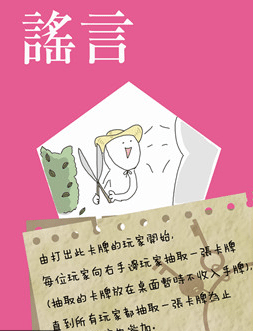 謠言
由打出此卡牌的玩家開始,
每位玩家向右手邊玩家抽取一張卡牌
(抽取的卡牌放在桌面暫時不收入手牌),
直到所有玩家都抽取一張卡牌為止